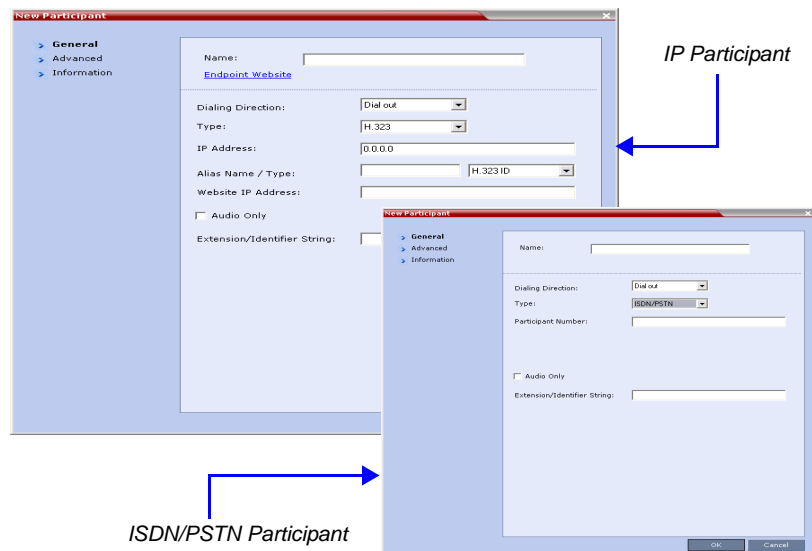 New Participant
General
Advanced
Information
Name:
Endpoint Website
Dialing Direction: Dial out
Type: H.323
IP Address: 0.0.0.0
Alias Name / Type: H.323 ID
Website IP Address:
Audio Only
Extension/Identifier String:
IP Participant
New Participant
General
Advanced
Information
Name:
Dialing Direction: Dial out
Type: ISDN/PSTN
Participant Number:
Audio Only
Extension/Identifier String:
OK Cancel
ISDN/PSTN Participant